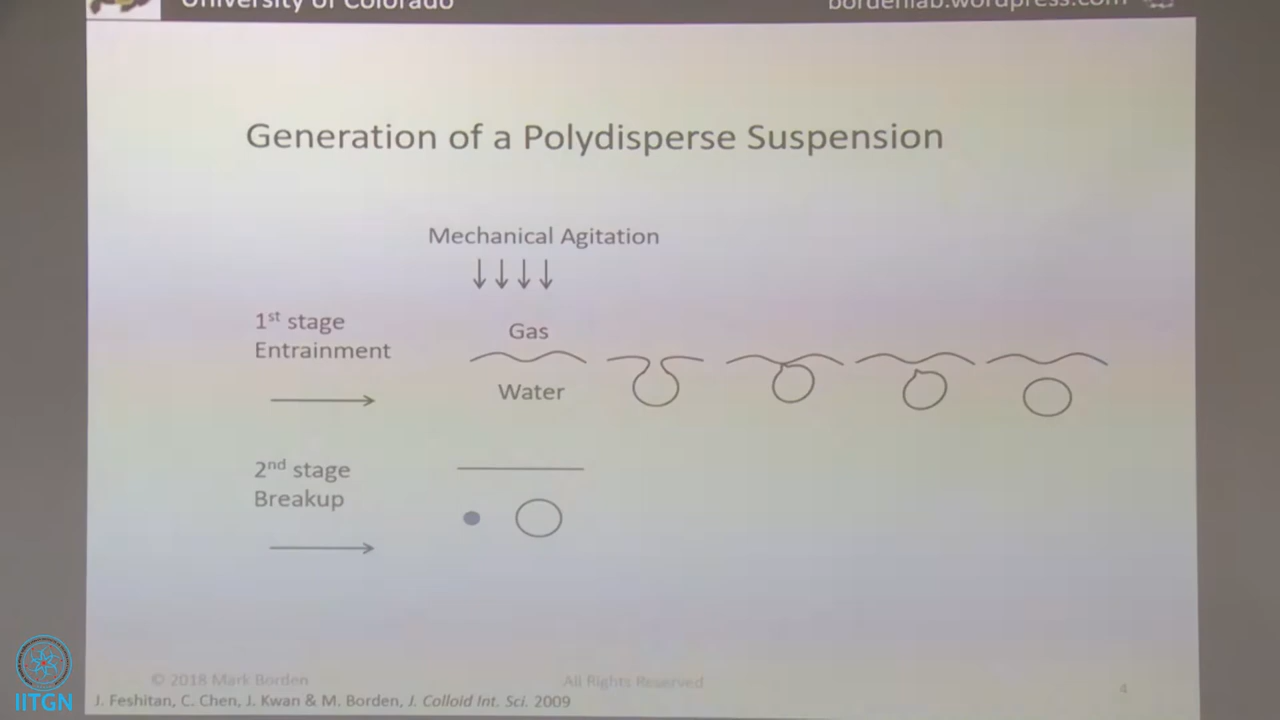 University of Colorado
bordenlab.wordpress.com
Generation of a Polydisperse Suspension
Mechanical Agitation
1st stage
Entrainment
Gas
Water
2nd stage
Breakup
© 2018 Mark Borden
All Rights Reserved
4
J. Feshitan, C. Chen, J. Kwan & M. Borden, J. Colloid Int. Sci. 2009
IITGN